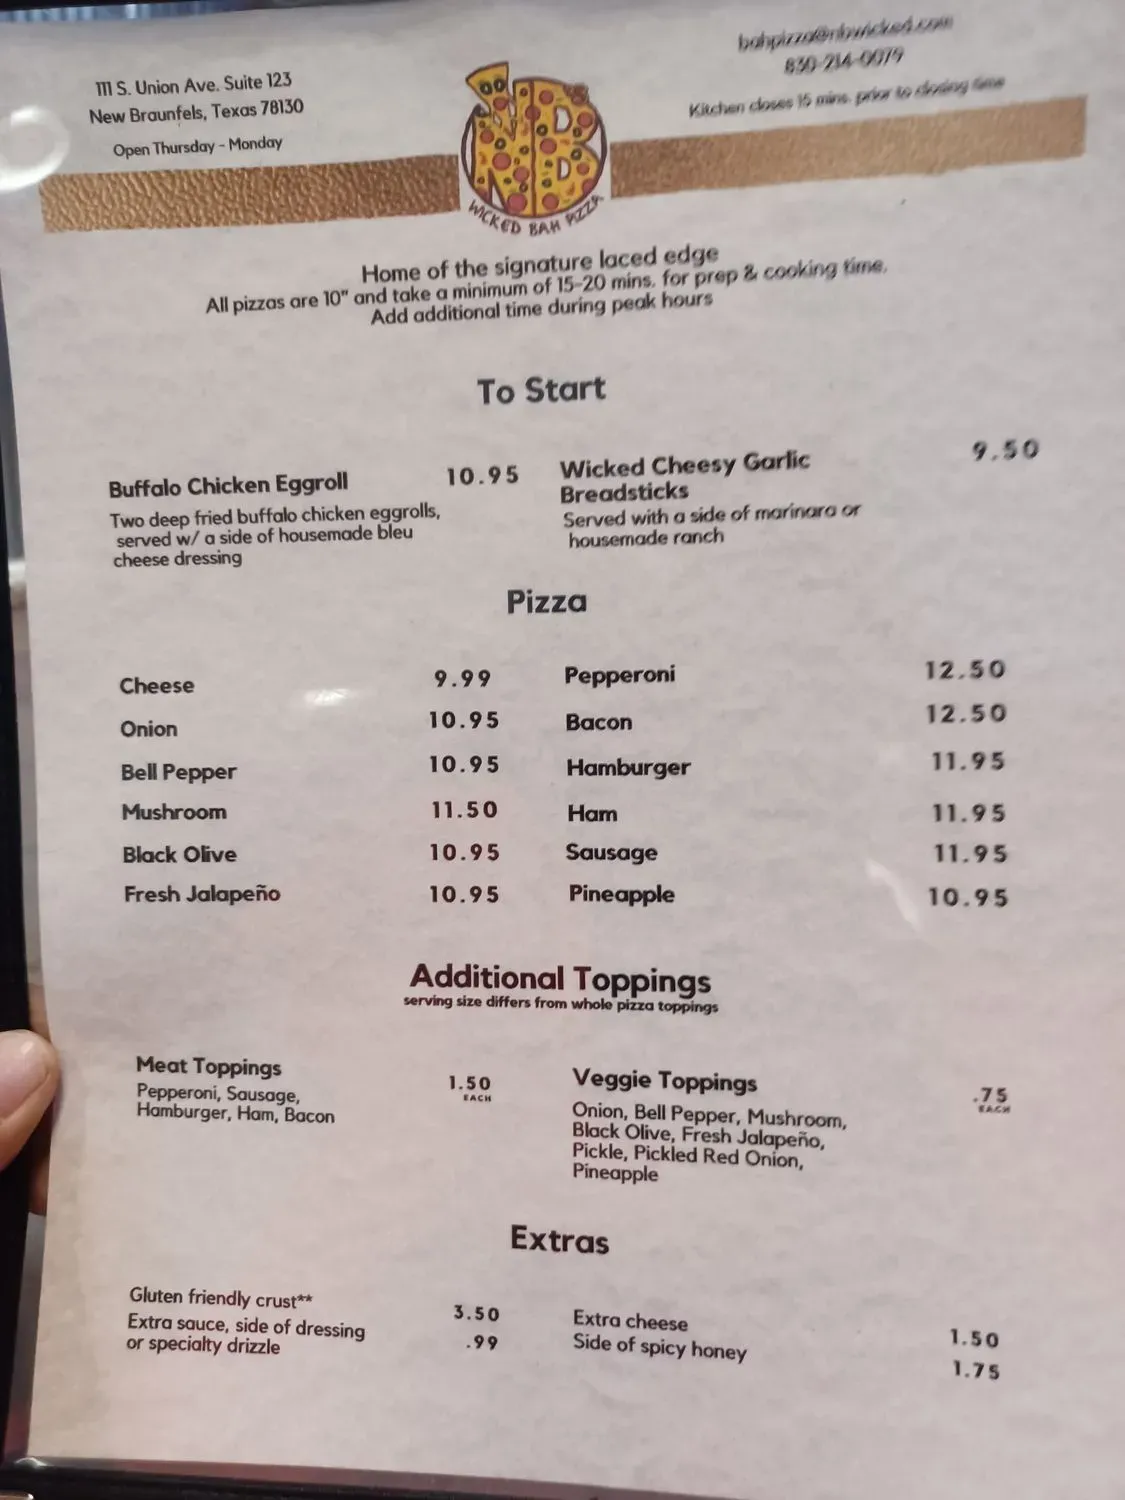 111 S. Union Ave. Suite 123
New Braunfels, Texas 78130
Open Thursday - Monday
830-214-0079
Kitchen closes 15 mins. prior to closing time
NB's
WICKED BAH PIZZA
Home of the signature laced edge
All pizzas are 10" and take a minimum of 15-20 mins. for prep & cooking time.
Add additional time during peak hours
To Start
Buffalo Chicken Eggroll 10.95
Two deep fried buffalo chicken eggrolls,
served w/ a side of housemade bleu
cheese dressing
Wicked Cheesy Garlic 9.50
Breadsticks
Served with a side of marinara or
housemade ranch
Pizza
Cheese 9.99
Onion 10.95
Bell Pepper 10.95
Mushroom 11.50
Black Olive 10.95
Fresh Jalapeño 10.95
Pepperoni 12.50
Bacon 12.50
Hamburger 11.95
Ham 11.95
Sausage 11.95
Pineapple 10.95
Additional Toppings
serving size differs from whole pizza toppings
Meat Toppings 1.50
EACH
Pepperoni, Sausage,
Hamburger, Ham, Bacon
Veggie Toppings .75
EACH
Onion, Bell Pepper, Mushroom,
Black Olive, Fresh Jalapeño,
Pickle, Pickled Red Onion,
Pineapple
Extras
Gluten friendly crust** 3.50
Extra sauce, side of dressing .99
or specialty drizzle
Extra cheese 1.50
Side of spicy honey 1.75